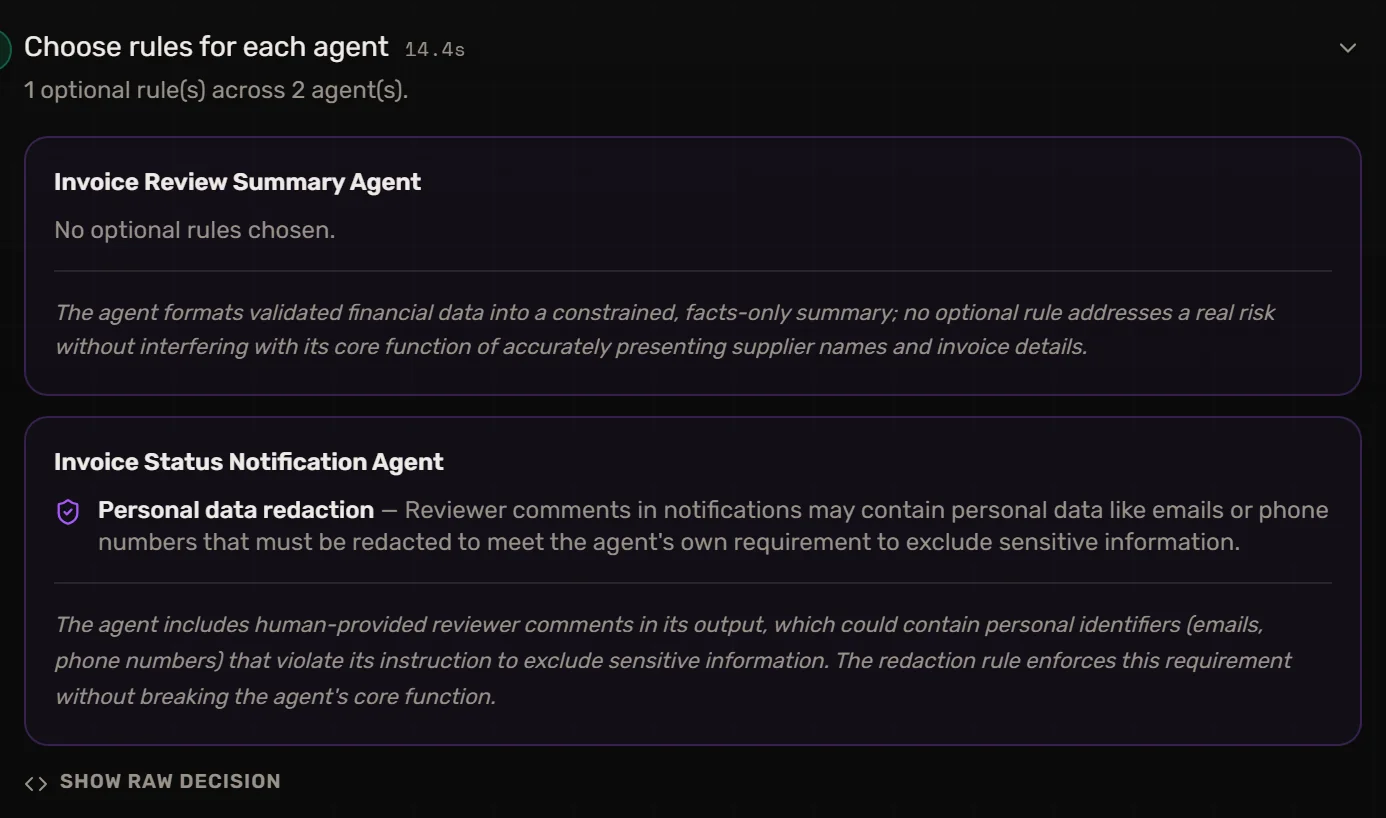 Choose rules for each agent 14.4s
1 optional rule(s) across 2 agent(s).
Invoice Review Summary Agent
No optional rules chosen.
The agent formats validated financial data into a constrained, facts-only summary; no optional rule addresses a real risk
without interfering with its core function of accurately presenting supplier names and invoice details.
Invoice Status Notification Agent
Personal data redaction — Reviewer comments in notifications may contain personal data like emails or phone
numbers that must be redacted to meet the agent's own requirement to exclude sensitive information.
The agent includes human-provided reviewer comments in its output, which could contain personal identifiers (emails,
phone numbers) that violate its instruction to exclude sensitive information. The redaction rule enforces this requirement
without breaking the agent's core function.
<> SHOW RAW DECISION